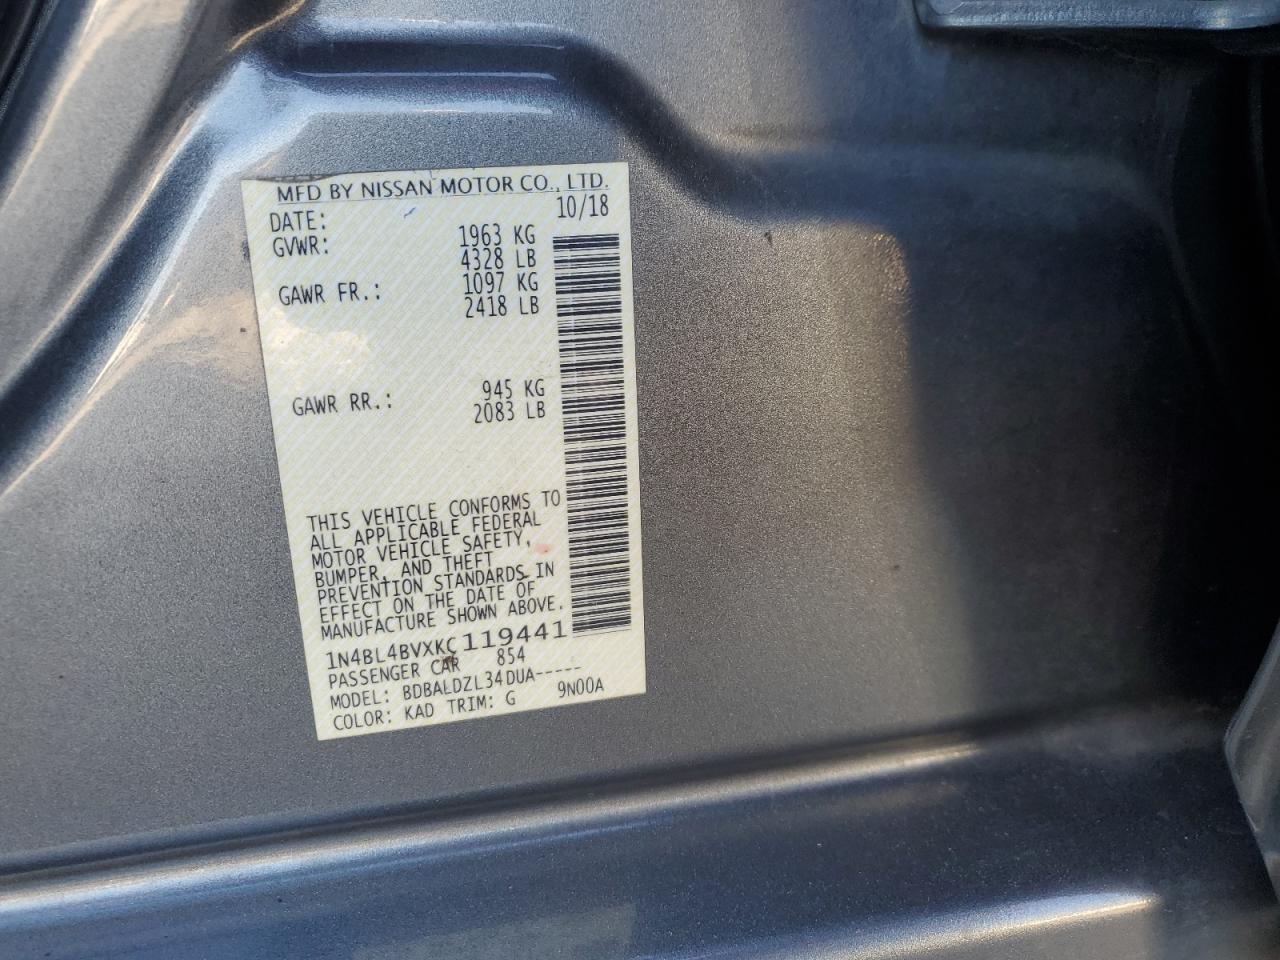 MFD BY NISSAN MOTOR CO., LTD.
DATE: 10/18
GVWR: 1963 KG
4328 LB
GAWR FR.: 1097 KG
2418 LB
GAWR RR.: 945 KG
2083 LB
THIS VEHICLE CONFORMS TO
ALL APPLICABLE FEDERAL
MOTOR VEHICLE SAFETY,
BUMPER, AND THEFT
PREVENTION STANDARDS IN
EFFECT ON THE DATE OF
MANUFACTURE SHOWN ABOVE.
1N4BL4BVXKC119441
PASSENGER CAR 854
MODEL: BDBALDZL34DUA-----
COLOR: KAD TRIM: G 9N00A